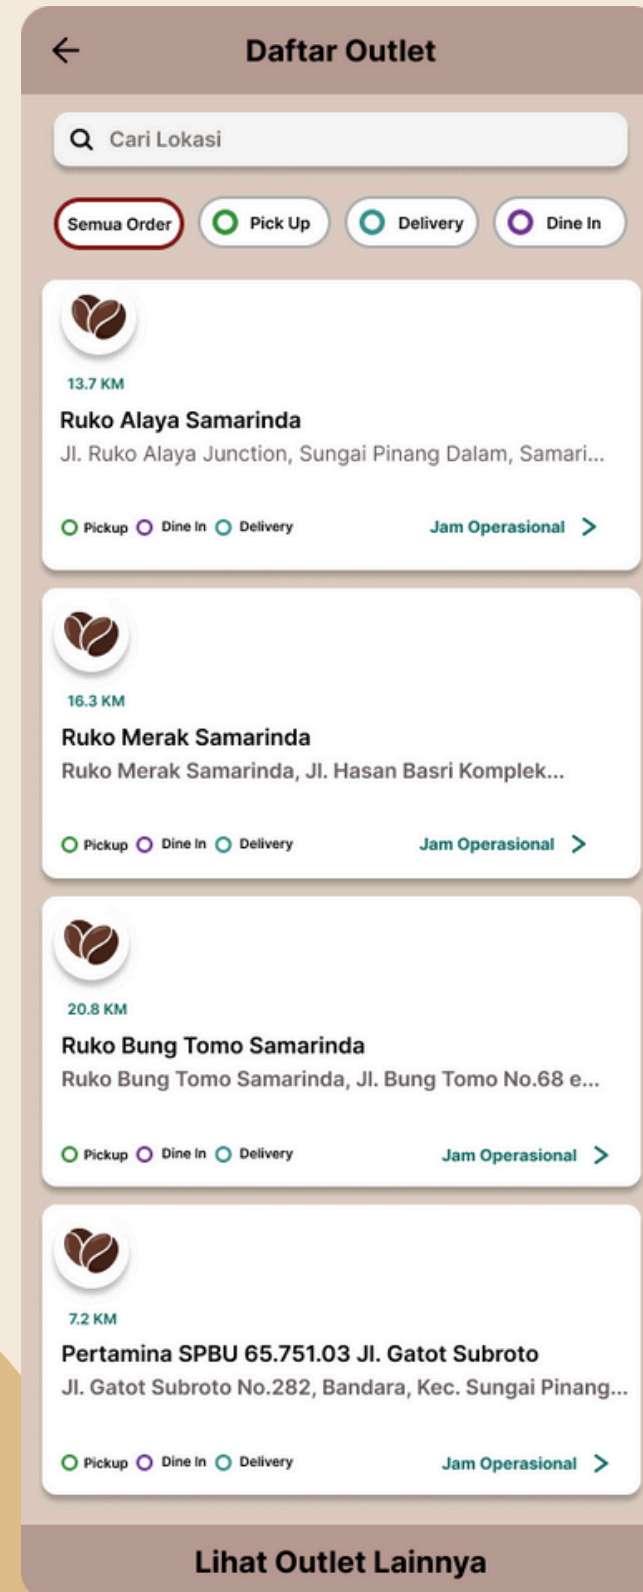 Daftar Outlet
Cari Lokasi
Semua Order Pick Up Delivery Dine In
13.7 KM
Ruko Alaya Samarinda
Jl. Ruko Alaya Junction, Sungai Pinang Dalam, Samari...
Pickup Dine In Delivery Jam Operasional
16.3 KM
Ruko Merak Samarinda
Ruko Merak Samarinda, Jl. Hasan Basri Komplek...
Pickup Dine In Delivery Jam Operasional
20.8 KM
Ruko Bung Tomo Samarinda
Ruko Bung Tomo Samarinda, Jl. Bung Tomo No.68 e...
Pickup Dine In Delivery Jam Operasional
7.2 KM
Pertamina SPBU 65.751.03 Jl. Gatot Subroto
Jl. Gatot Subroto No.282, Bandara, Kec. Sungai Pinang...
Pickup Dine In Delivery Jam Operasional
Lihat Outlet Lainnya